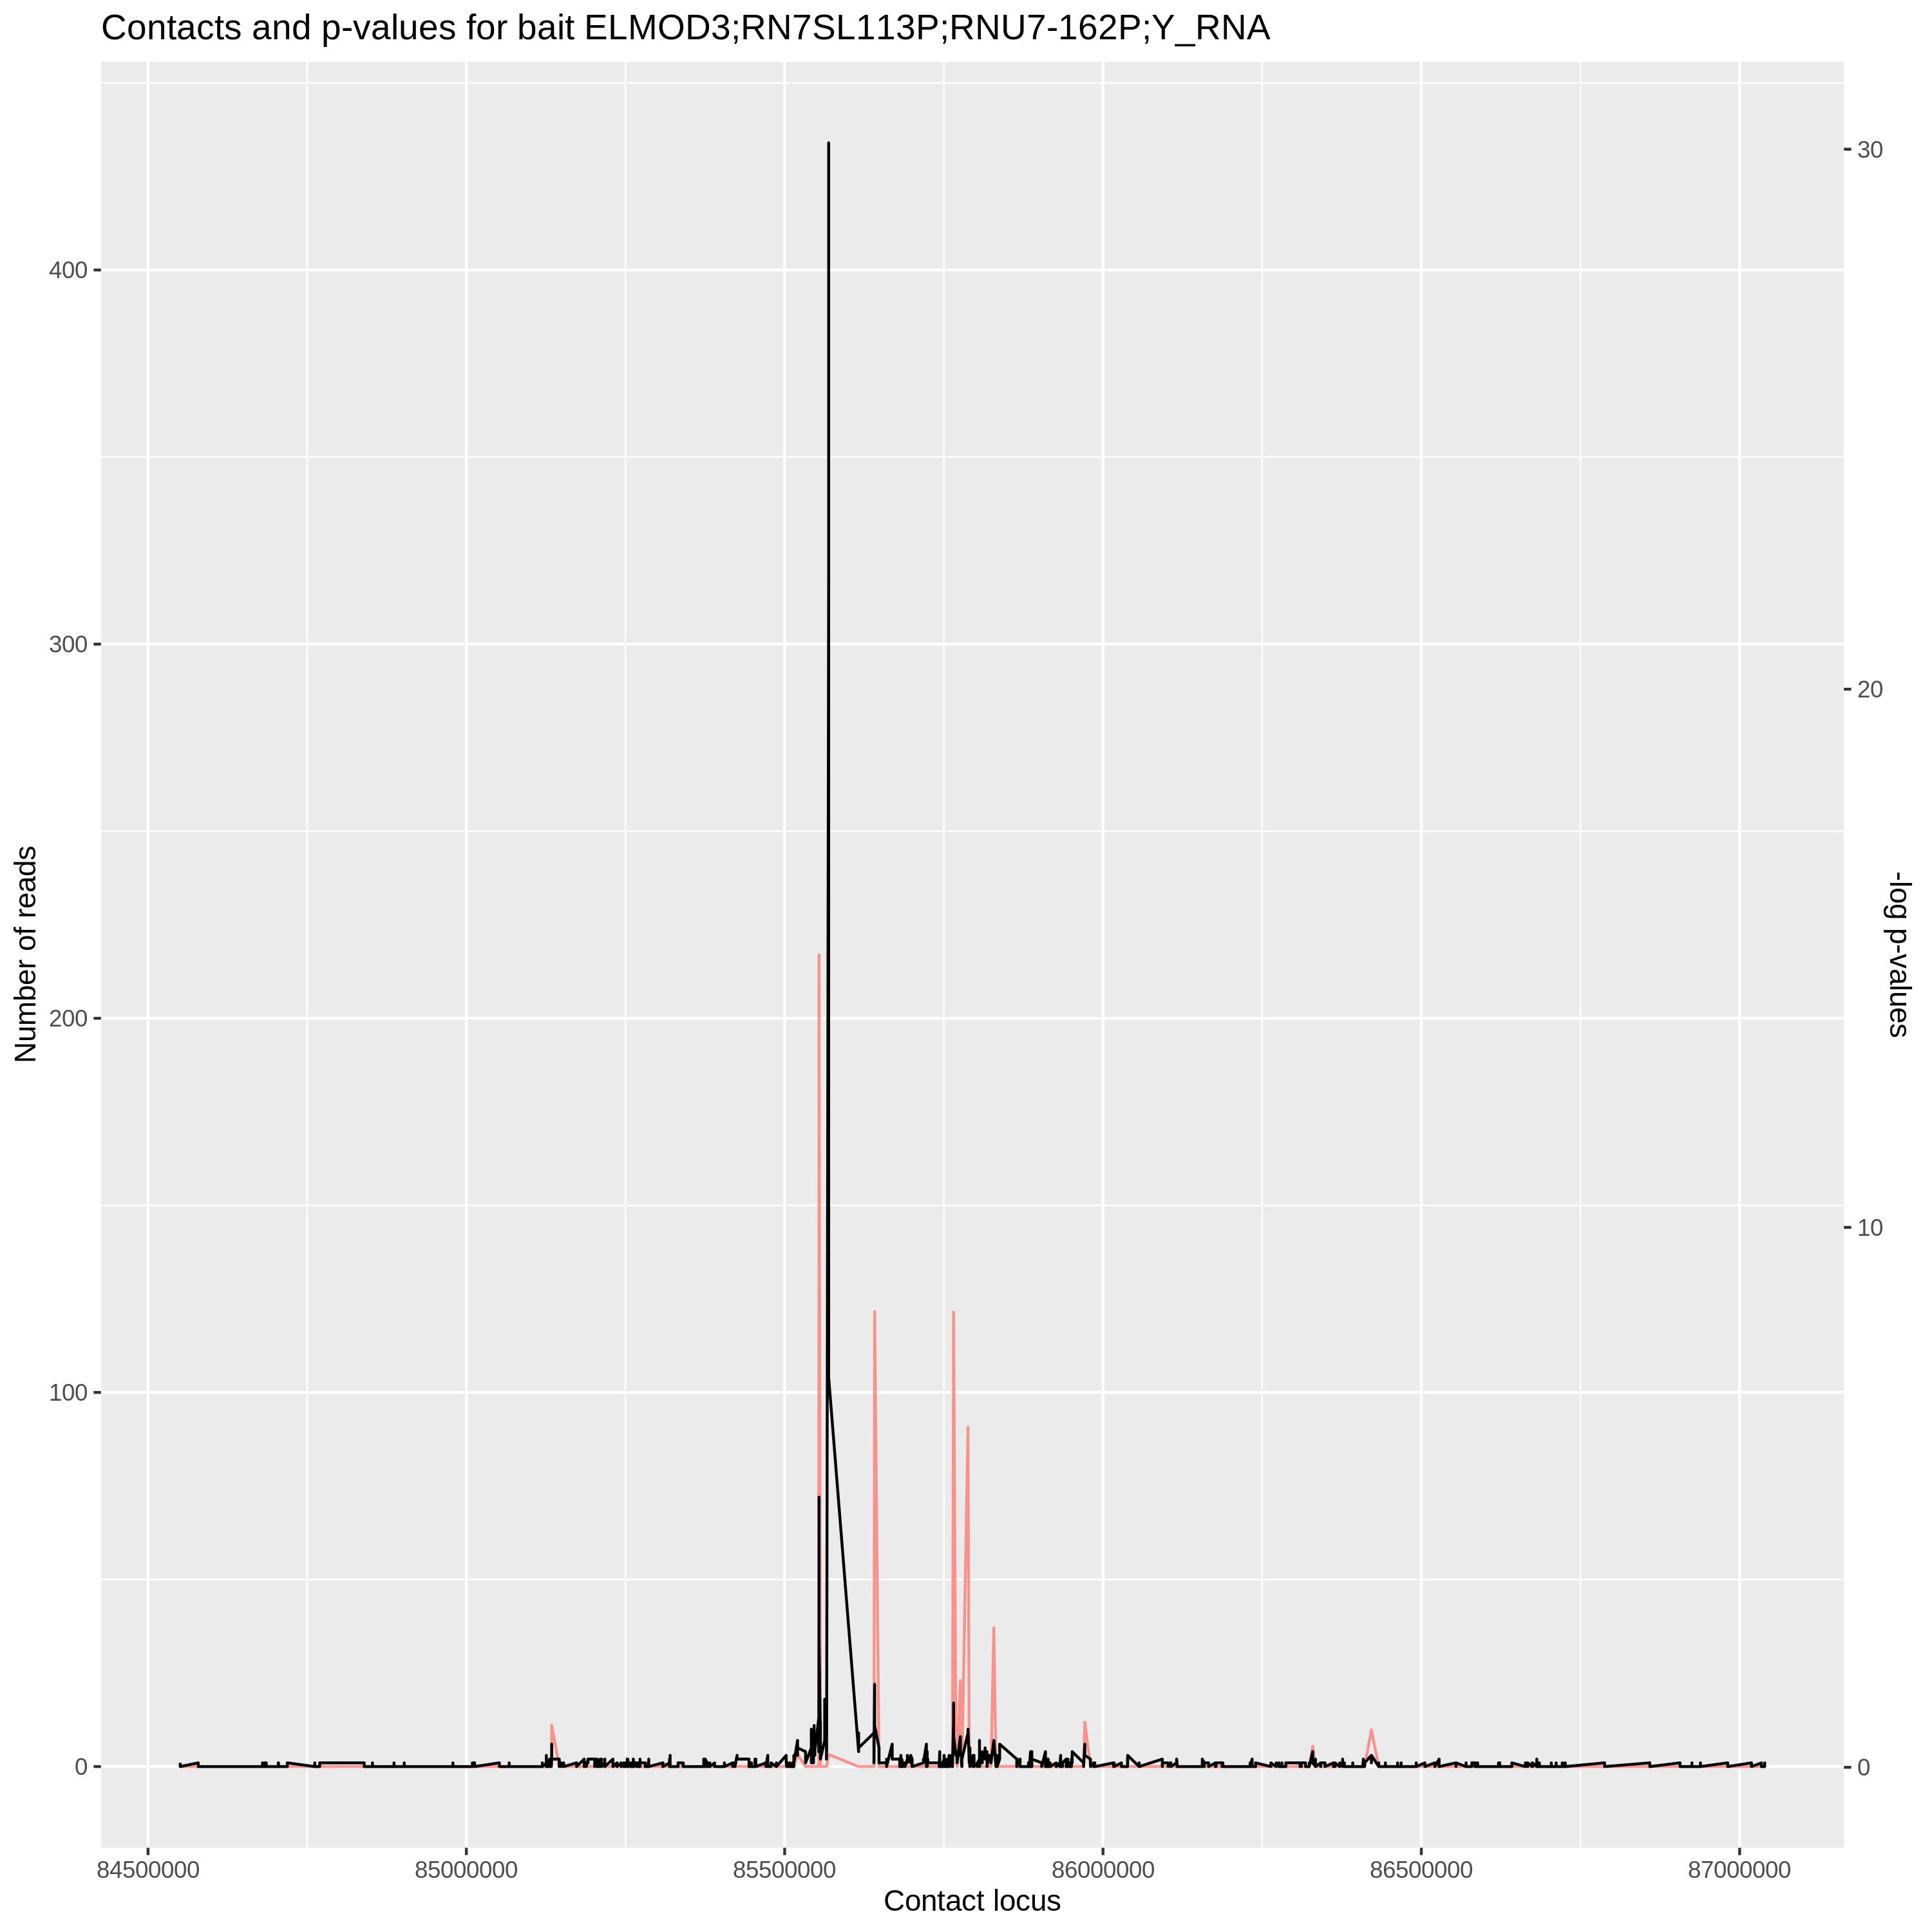 Contacts and p-values for bait ELMOD3;RN7SL113P;RNU7-162P;Y_RNA
400
300
200
100
0
Number of reads
30
20
10
0
-log p-values
84500000 85000000 85500000 86000000 86500000 87000000
Contact locus